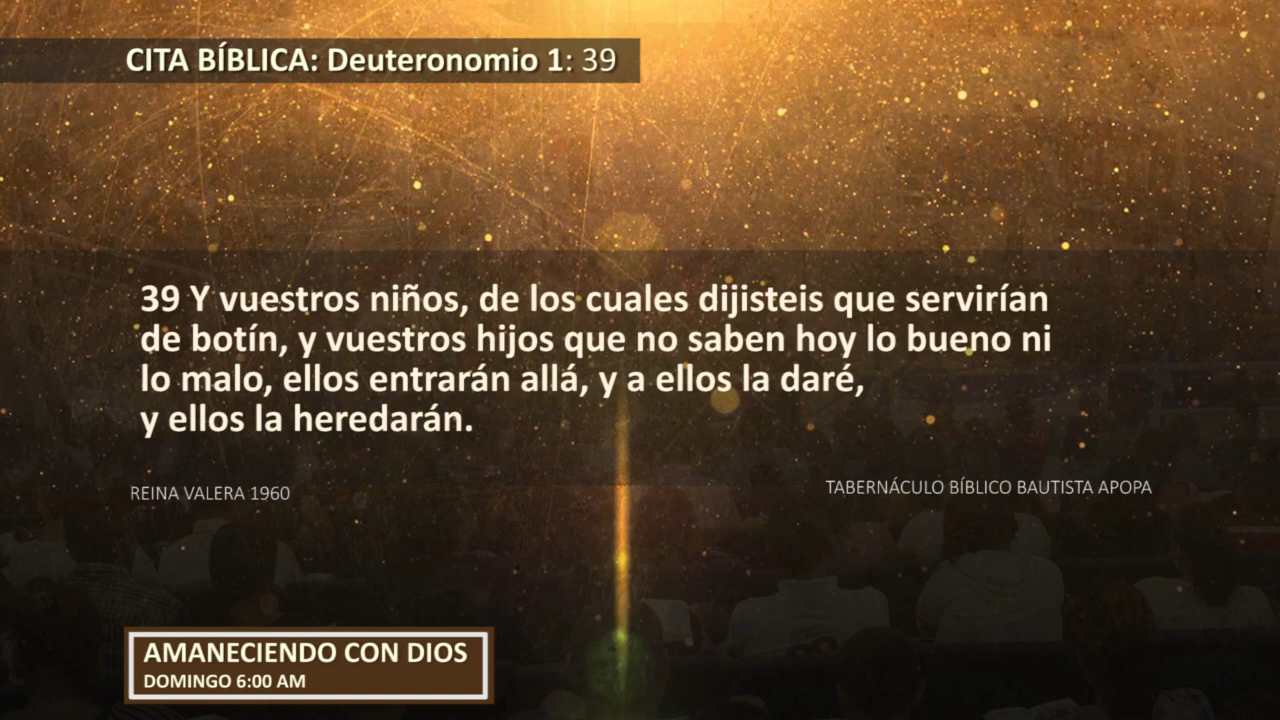 CITA BÍBLICA: Deuteronomio 1: 39
39 Y vuestros niños, de los cuales dijisteis que servirían
de botín, y vuestros hijos que no saben hoy lo bueno ni
lo malo, ellos entrarán allá, y a ellos la daré,
y ellos la heredarán.
REINA VALERA 1960
TABERNÁCULO BÍBLICO BAUTISTA APOPA
AMANECIENDO CON DIOS
DOMINGO 6:00 AM